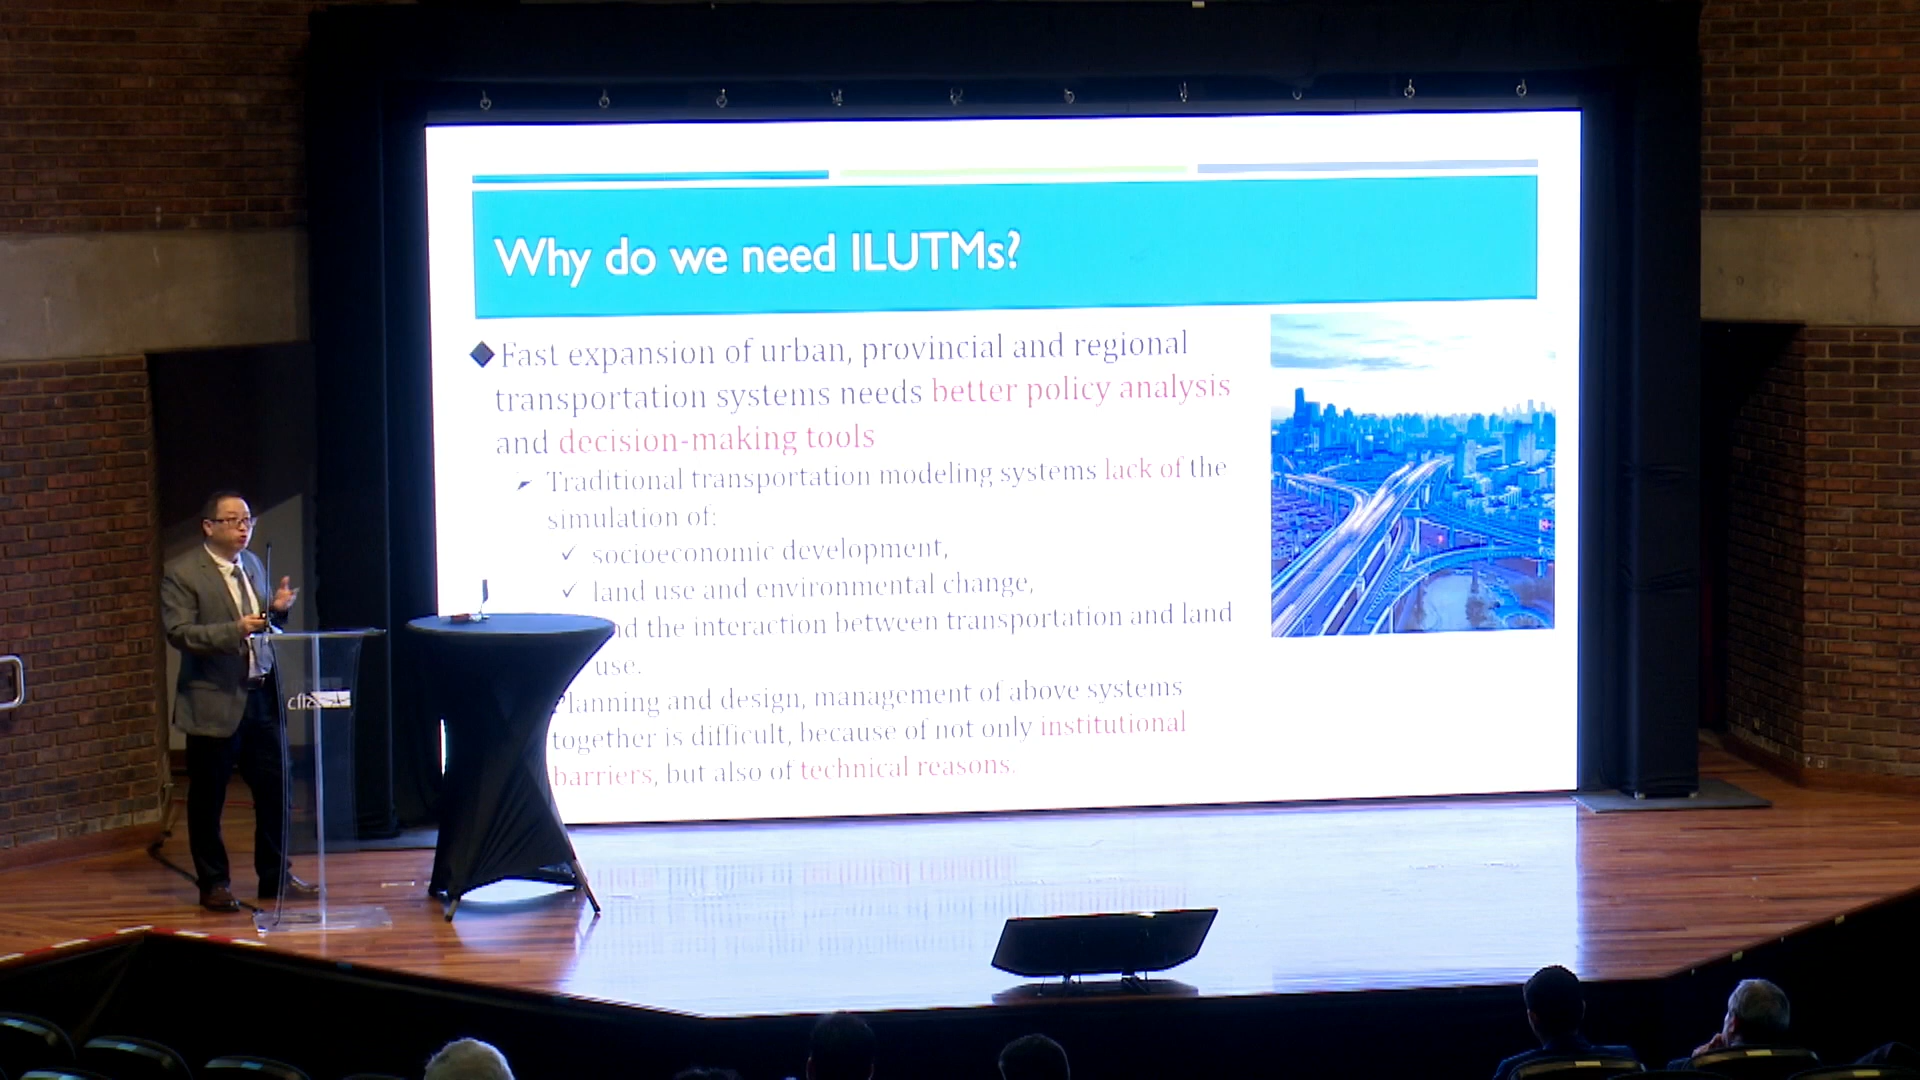 Why do we need ILUTMs?
Fast expansion of urban, provincial and regional
transportation systems needs better policy analysis
and decision-making tools
Traditional transportation modeling systems lack of the
simulation of:
socioeconomic development,
land use and environmental change,
the interaction between transportation and land
use.
Planning and design, management of above systems
together is difficult, because of not only institutional
barriers, but also of technical reasons.